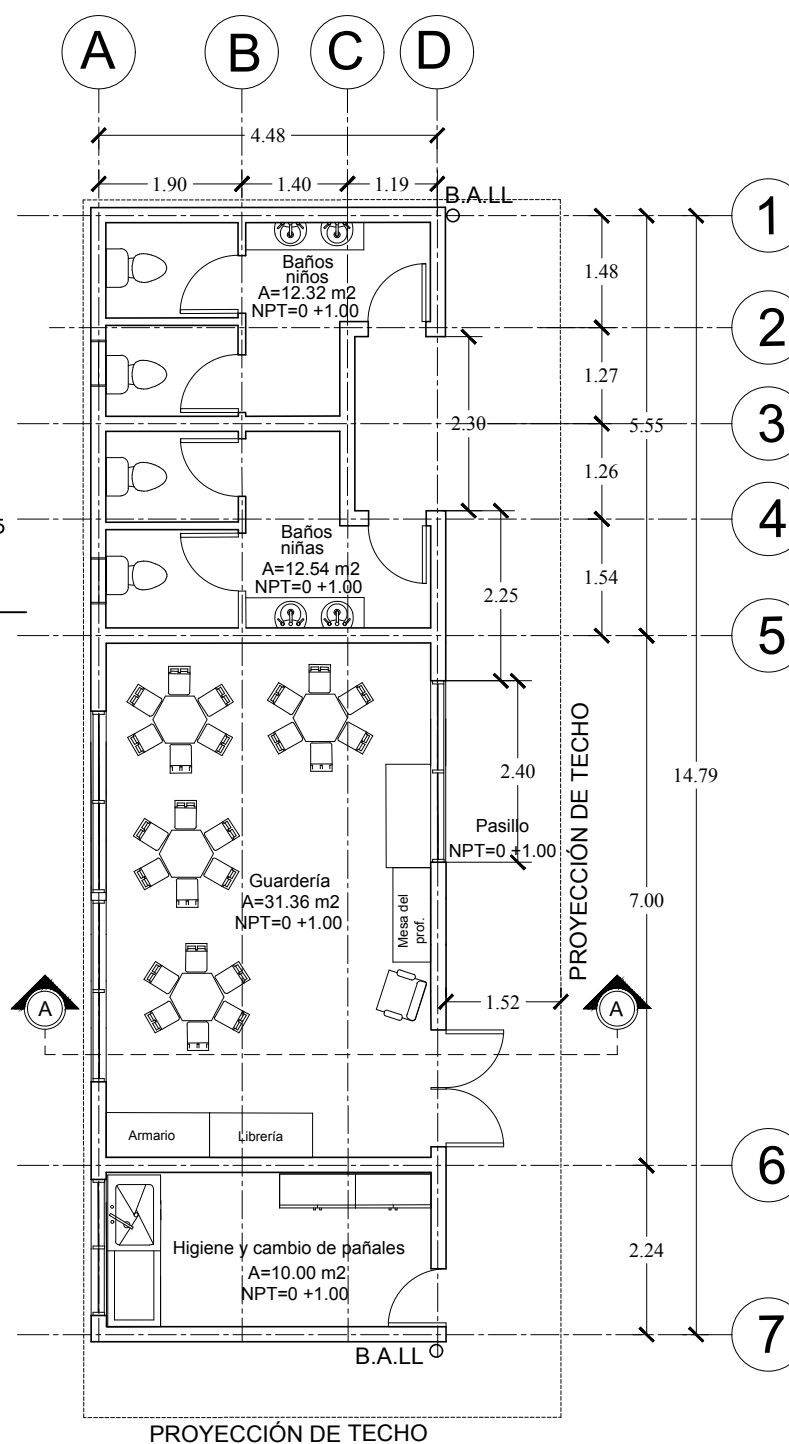 A
B
C
D
4.48
1.90
1.40
1.19
B.A.LL
1
Baños
niños
A=12.32 m2
NPT=0 +1.00
1.48
2
1.27
2.30
5.55
3
1.26
5
4
Baños
niñas
A=12.54 m2
NPT=0 +1.00
1.54
2.25
5
2.40
14.79
PROYECCIÓN DE TECHO
Pasillo
NPT=0 +1.00
Guardería
A=31.36 m2
NPT=0 +1.00
Mesa del
prof.
7.00
A
1.52
A
Armario
Librería
6
Higiene y cambio de pañales
A=10.00 m2
NPT=0 +1.00
2.24
7
B.A.LL
PROYECCIÓN DE TECHO